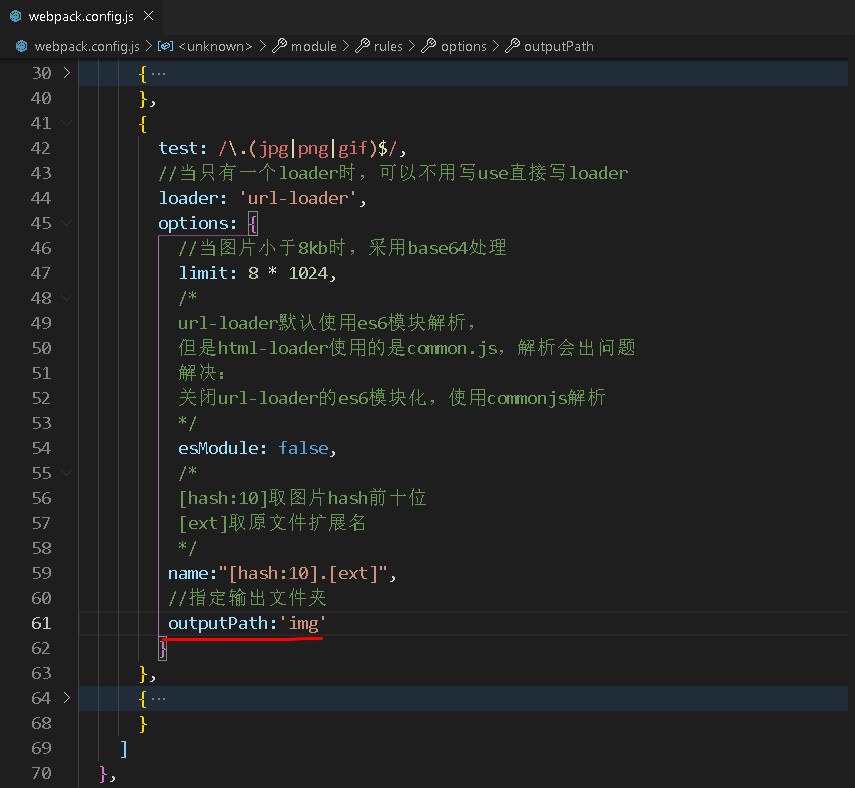 webpack.config.js ×
webpack.config.js > <unknown> > module > rules > options > outputPath
30 > {···
40 },
41 {
42 test: /\.(jpg|png|gif)$/,
43 //当只有一个loader时，可以不用写use直接写loader
44 loader: 'url-loader',
45 options: {
46 //当图片小于8kb时，采用base64处理
47 limit: 8 * 1024,
48 /*
49 url-loader默认使用es6模块解析，
50 但是html-loader使用的是common.js，解析会出问题
51 解决：
52 关闭url-loader的es6模块化，使用commonjs解析
53 */
54 esModule: false,
55 /*
56 [hash:10]取图片hash前十位
57 [ext]取原文件扩展名
58 */
59 name:"[hash:10].[ext]",
60 //指定输出文件夹
61 outputPath:'img'
62 }
63 },
64 > {···
68 }
69 ]
70 },